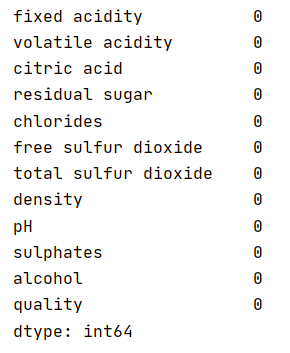 fixed acidity 0
volatile acidity 0
citric acid 0
residual sugar 0
chlorides 0
free sulfur dioxide 0
total sulfur dioxide 0
density 0
pH 0
sulphates 0
alcohol 0
quality 0
dtype: int64